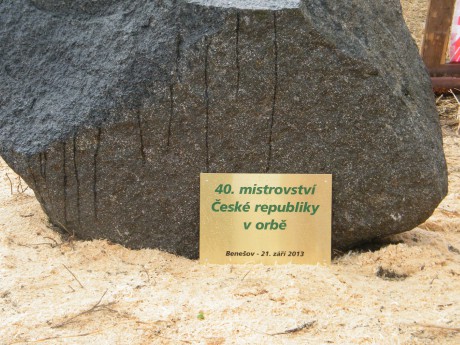 40. mistrovství
České republiky
v orbě
Benešov - 21. září 2013